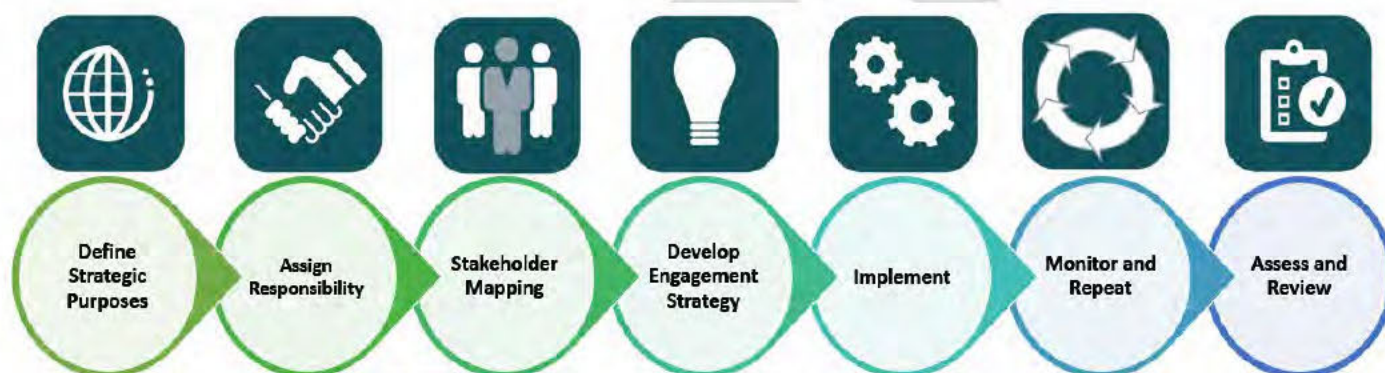 Define
Strategic
Purposes
Assign
Responsibility
Stakeholder
Mapping
Develop
Engagement
Strategy
Implement
Monitor and
Repeat
Assess and
Review